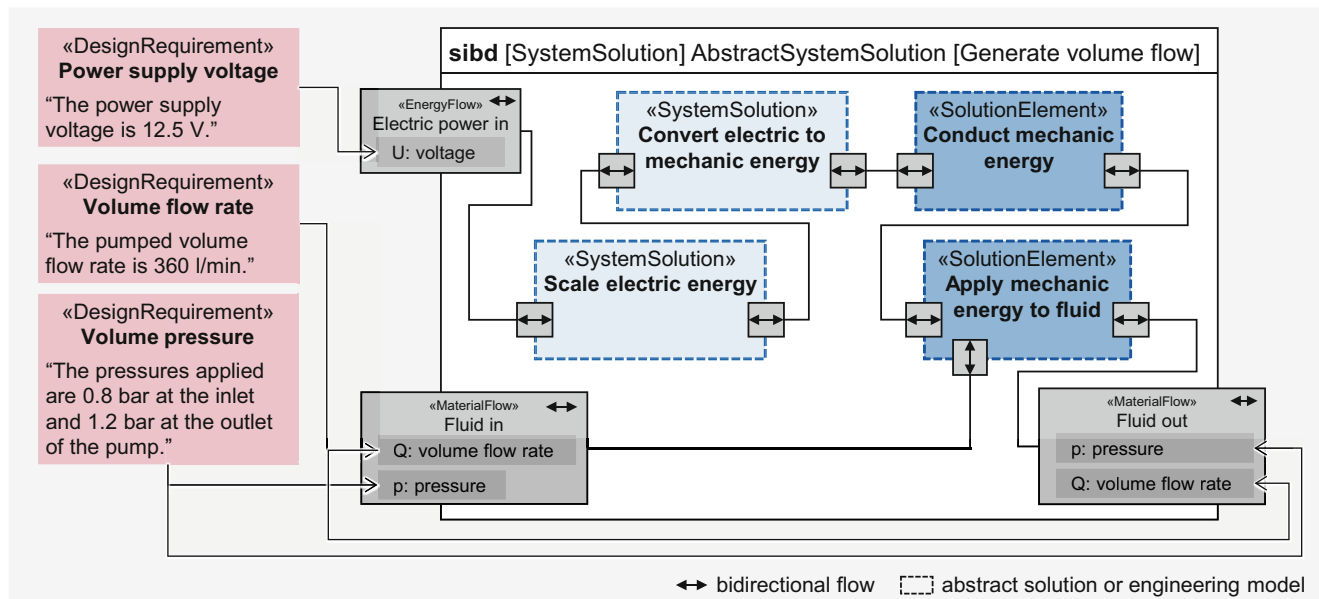 «DesignRequirement»
Power supply voltage
“The power supply
voltage is 12.5 V.”
«DesignRequirement»
Volume flow rate
“The pumped volume
flow rate is 360 l/min.”
«DesignRequirement»
Volume pressure
“The pressures applied
are 0.8 bar at the inlet
and 1.2 bar at the outlet
of the pump.”
sibd [SystemSolution] AbstractSystemSolution [Generate volume flow]
«EnergyFlow»
Electric power in
U: voltage
«SystemSolution»
Convert electric to
mechanic energy
«SolutionElement»
Conduct mechanic
energy
«SystemSolution»
Scale electric energy
«SolutionElement»
Apply mechanic
energy to fluid
«MaterialFlow»
Fluid in
Q: volume flow rate
p: pressure
«MaterialFlow»
Fluid out
p: pressure
Q: volume flow rate
bidirectional flow
abstract solution or engineering model